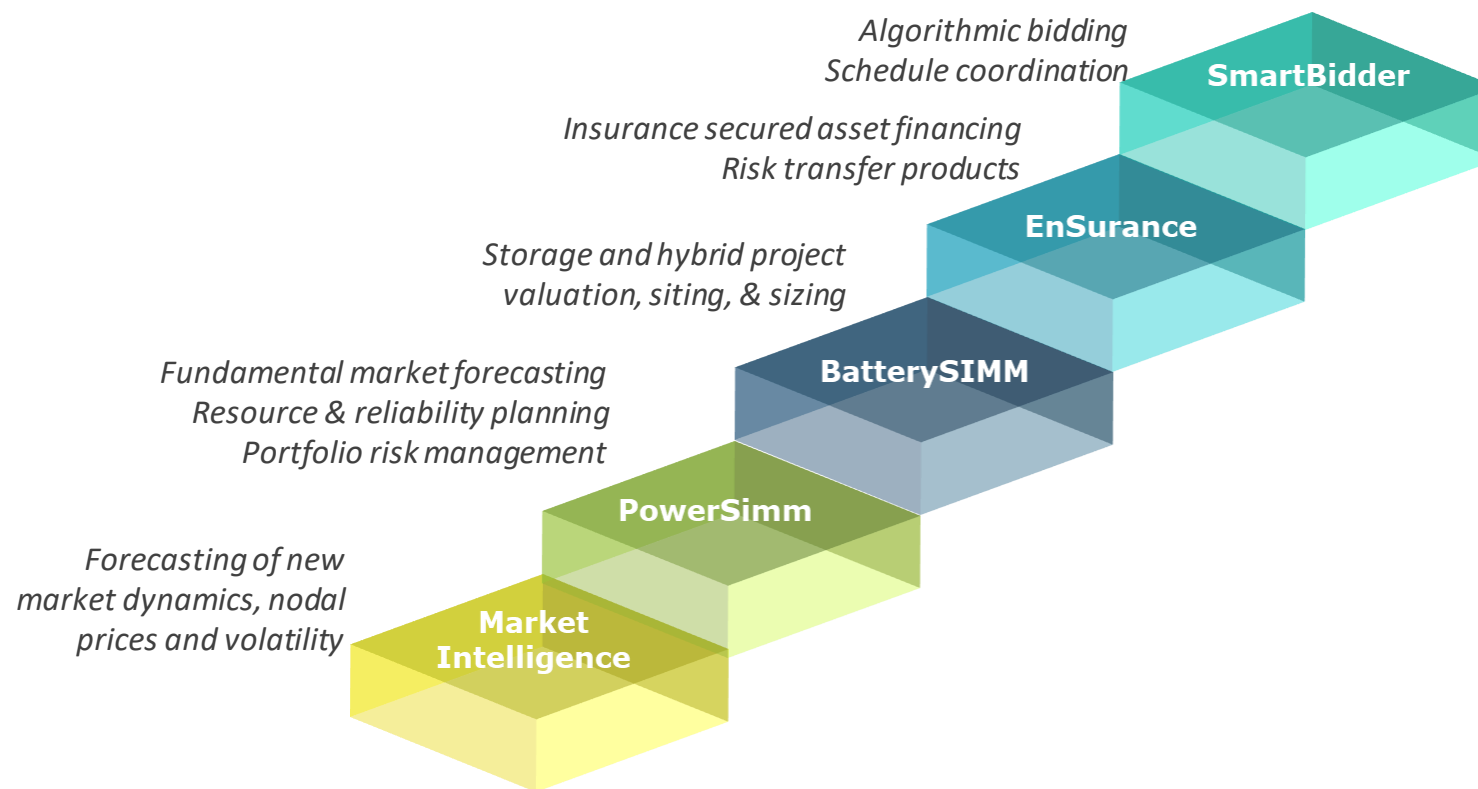 Algorithmic bidding
Schedule coordination
SmartBidder
Insurance secured asset financing
Risk transfer products
EnSurance
Storage and hybrid project
valuation, siting, & sizing
BatterySIMM
Fundamental market forecasting
Resource & reliability planning
Portfolio risk management
PowerSimm
Forecasting of new
market dynamics, nodal
prices and volatility
Market
Intelligence